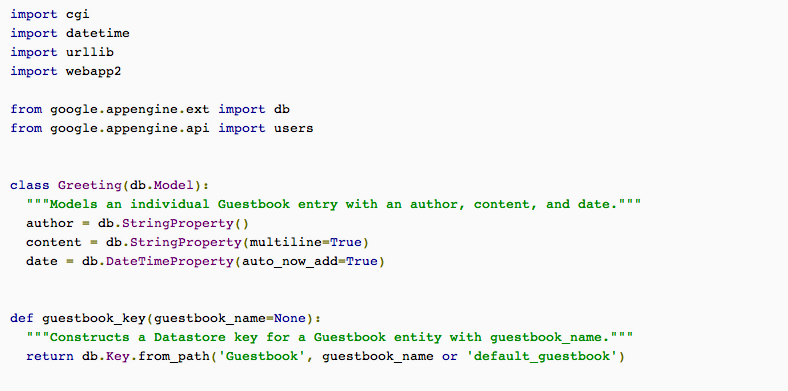 import cgi
import datetime
import urllib
import webapp2

from google.appengine.ext import db
from google.appengine.api import users


class Greeting(db.Model):
  """Models an individual Guestbook entry with an author, content, and date."""
  author = db.StringProperty()
  content = db.StringProperty(multiline=True)
  date = db.DateTimeProperty(auto_now_add=True)


def guestbook_key(guestbook_name=None):
  """Constructs a Datastore key for a Guestbook entity with guestbook_name."""
  return db.Key.from_path('Guestbook', guestbook_name or 'default_guestbook')